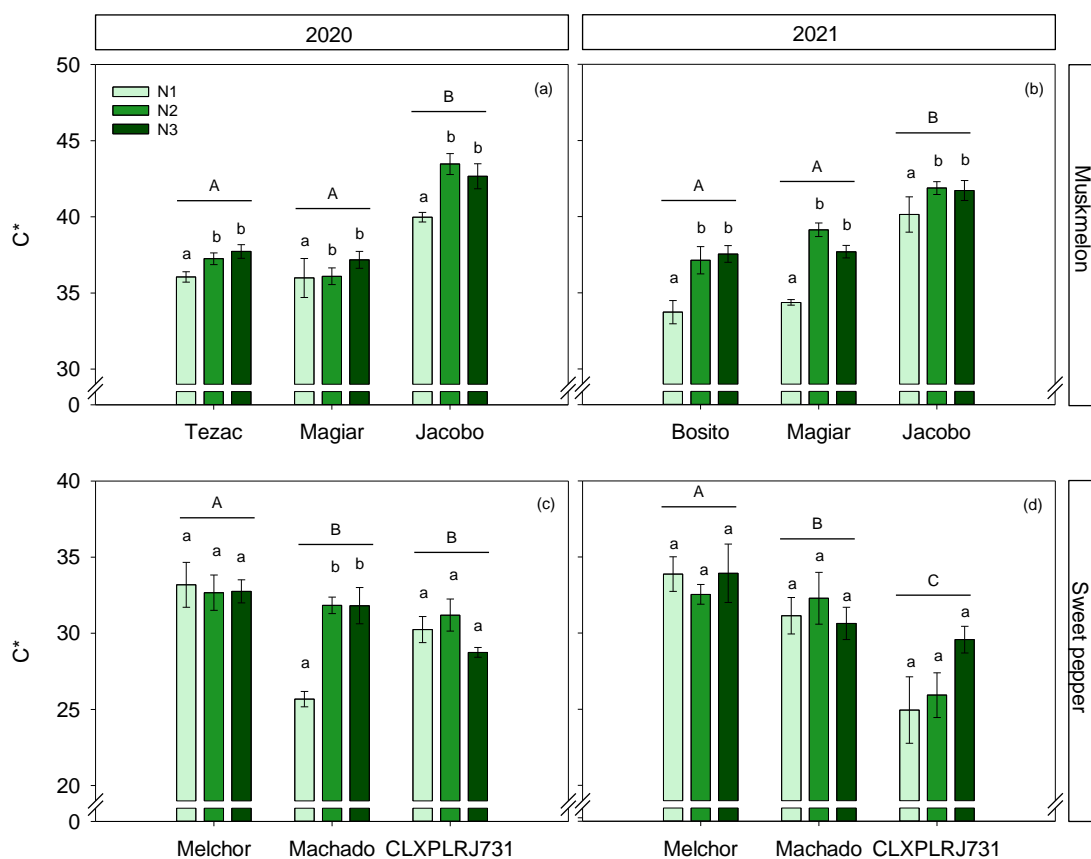 2020
2021
50
45
40
35
30
0
C*
N1
N2
N3
(a)
A
a
b
b
A
a
b
b
B
a
b
b
Tezac
Magiar
Jacobo
(b)
A
a
b
b
A
a
b
b
B
a
b
b
Bosito
Magiar
Jacobo
Muskmelon
40
35
30
25
20
0
C*
(c)
A
a
a
a
B
a
b
b
B
a
a
a
Melchor
Machado
CLXPLRJ731
(d)
A
a
a
a
B
a
a
a
C
a
a
a
Melchor
Machado
CLXPLRJ731
Sweet pepper